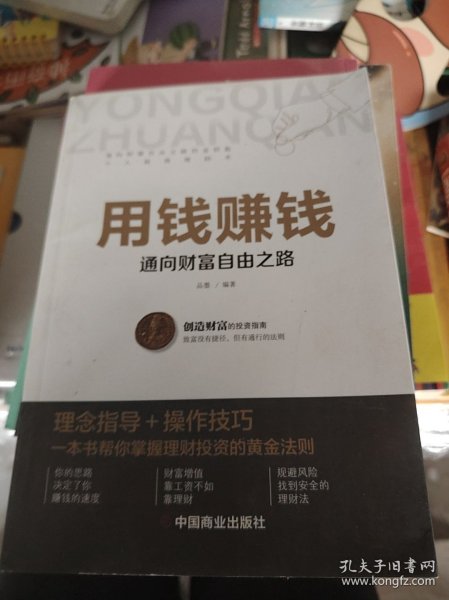 YONGQIAN
ZHUANQIAN
用钱赚钱
通向财富自由之路
品墨 / 编著
创造财富的投资指南
致富没有捷径，但有通行的法则
理念指导+操作技巧
一本书帮你掌握理财投资的黄金法则
你的思路
决定了你
赚钱的速度
财富增值
靠工资不如
靠理财
规避风险
找到安全的
理财法
中国商业出版社
孔夫子旧书网
www.kongfz.com